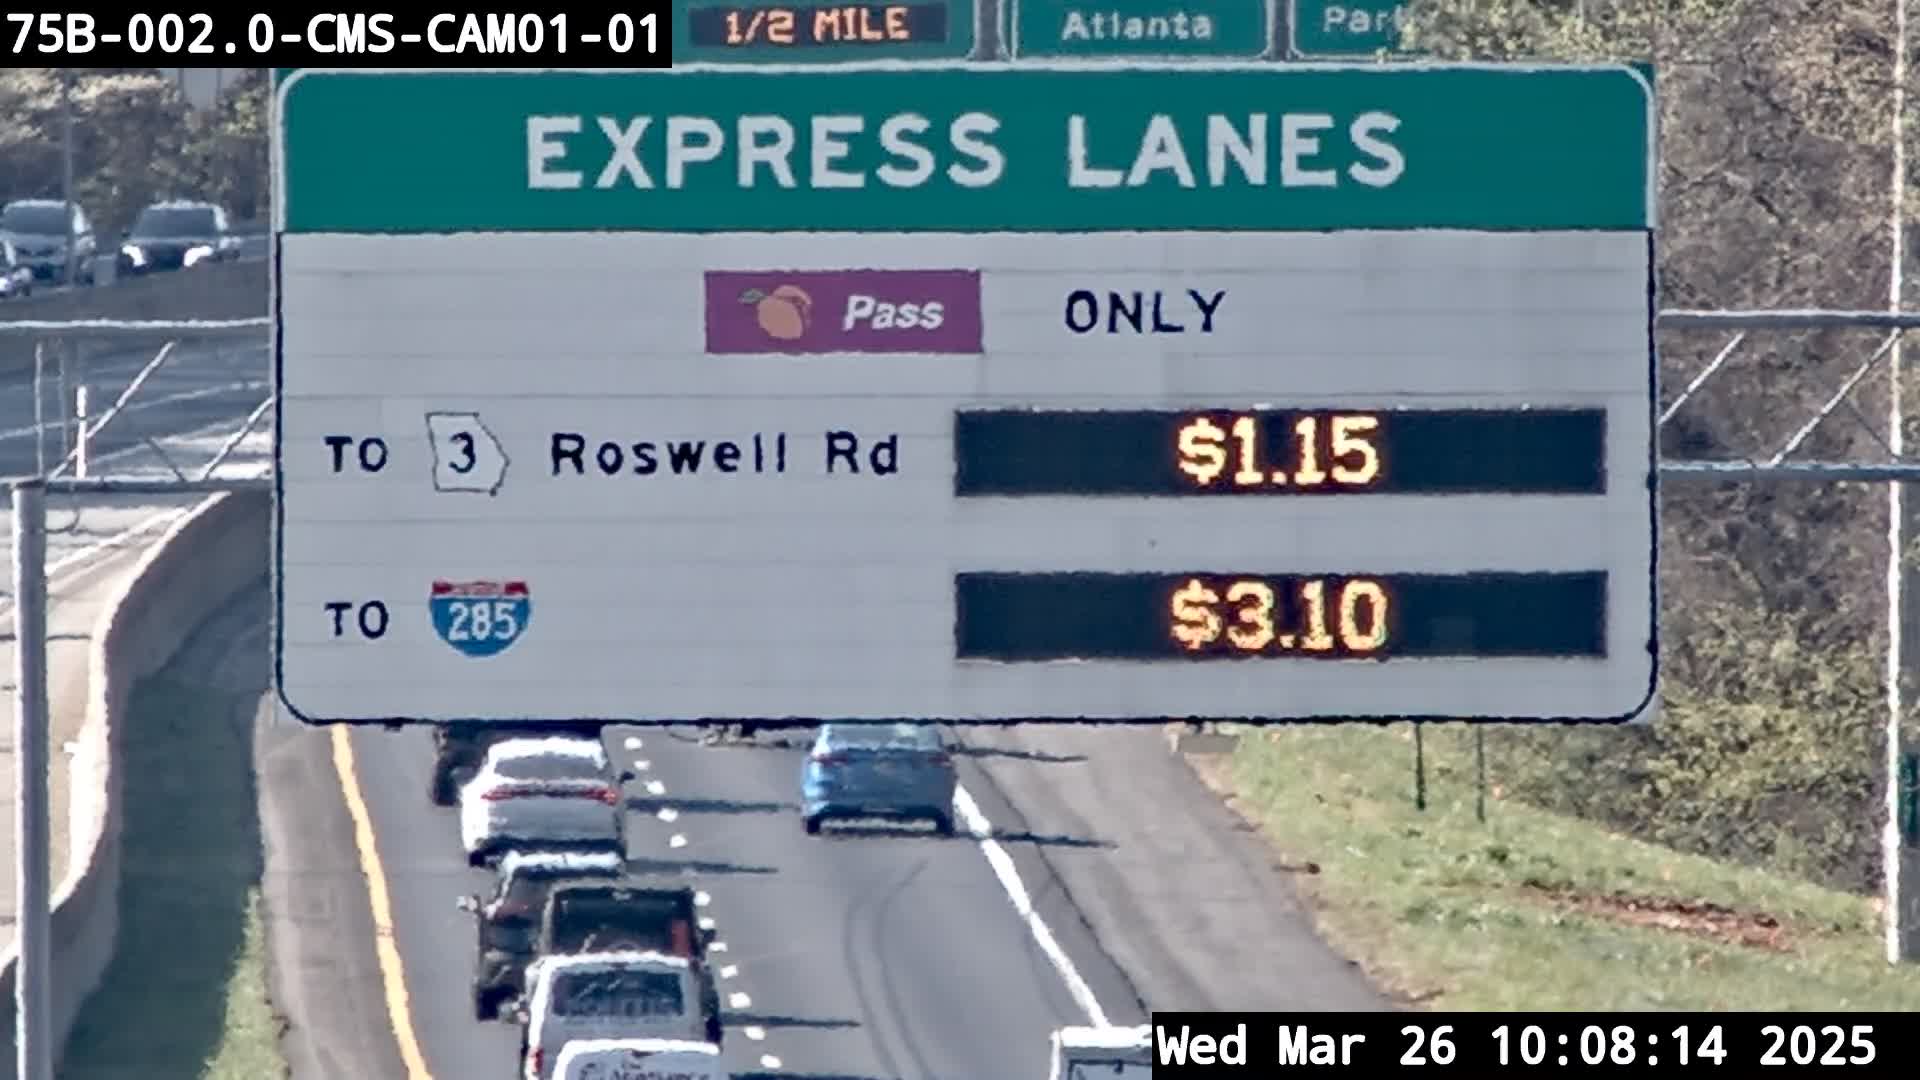 75B-002.0-CMS-CAM01-01
1/2 MILE
Atlanta
EXPRESS LANES
Pass ONLY
TO 3 Roswell Rd $1.15
TO 285 $3.10
Wed Mar 26 10:08:14 2025